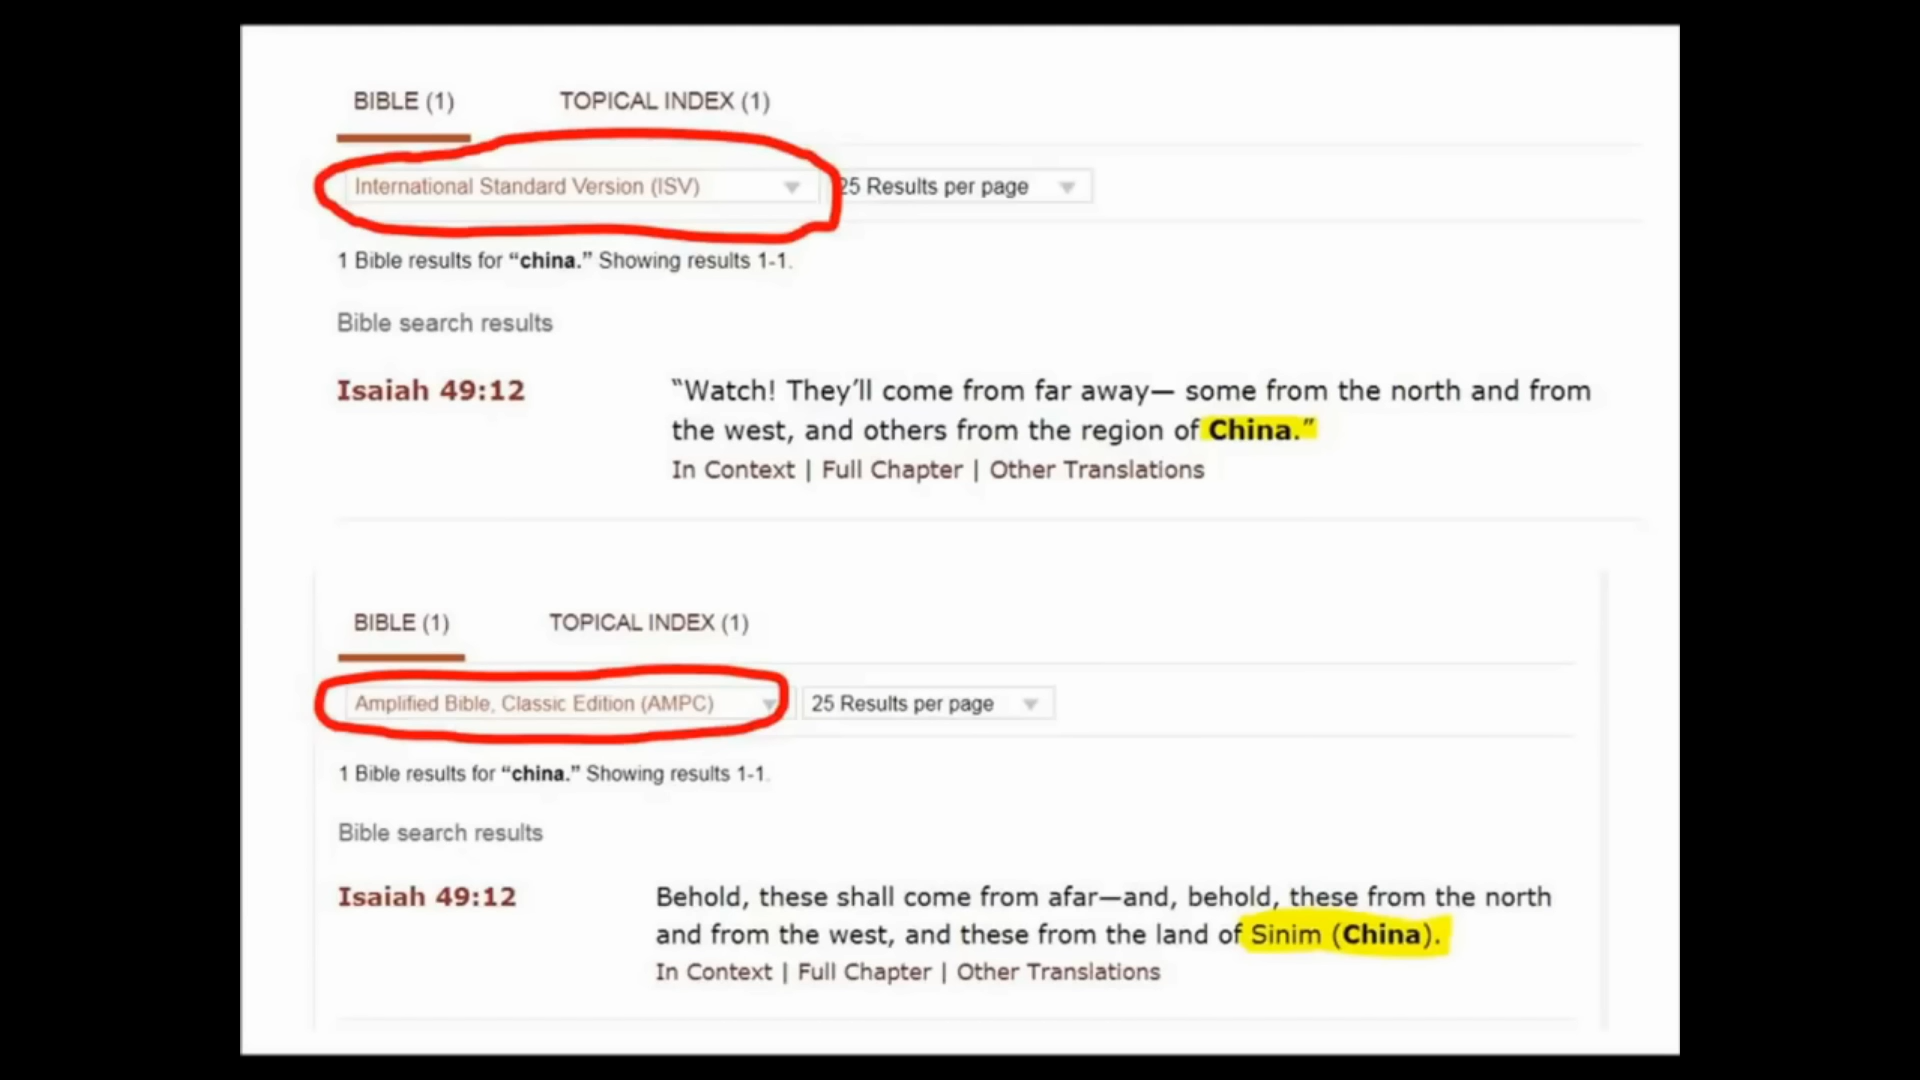 BIBLE (1) TOPICAL INDEX (1)
International Standard Version (ISV) 25 Results per page
1 Bible results for “china.” Showing results 1-1.
Bible search results
Isaiah 49:12 “Watch! They’ll come from far away— some from the north and from
the west, and others from the region of China.”
In Context | Full Chapter | Other Translations
BIBLE (1) TOPICAL INDEX (1)
Amplified Bible, Classic Edition (AMPC) 25 Results per page
1 Bible results for “china.” Showing results 1-1.
Bible search results
Isaiah 49:12 Behold, these shall come from afar—and, behold, these from the north
and from the west, and these from the land of Sinim (China).
In Context | Full Chapter | Other Translations